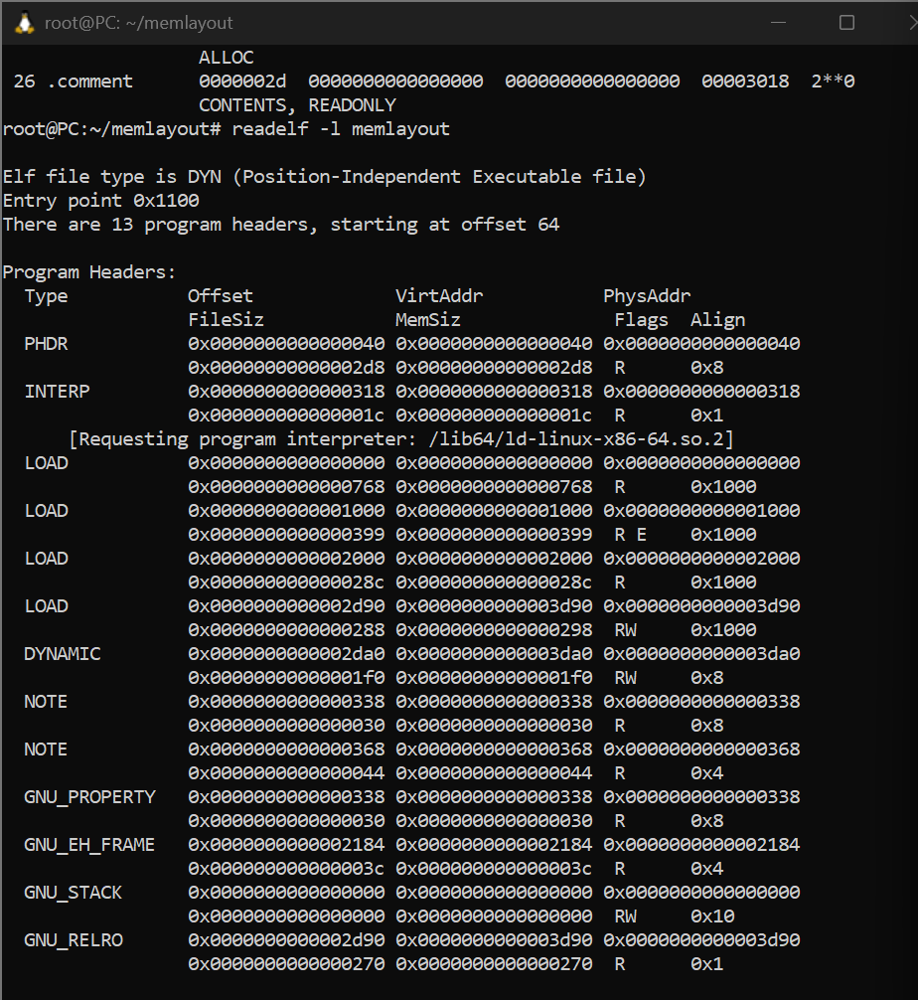 root@PC: ~/memlayout
ALLOC
26 .comment 0000002d 0000000000000000 0000000000000000 00003018 2**0
CONTENTS, READONLY
root@PC:~/memlayout# readelf -l memlayout
Elf file type is DYN (Position-Independent Executable file)
Entry point 0x1100
There are 13 program headers, starting at offset 64
Program Headers:
Type Offset VirtAddr PhysAddr
FileSiz MemSiz Flags Align
PHDR 0x0000000000000040 0x0000000000000040 0x0000000000000040
0x00000000000002d8 0x00000000000002d8 R 0x8
INTERP 0x0000000000000318 0x0000000000000318 0x0000000000000318
0x000000000000001c 0x000000000000001c R 0x1
[Requesting program interpreter: /lib64/ld-linux-x86-64.so.2]
LOAD 0x0000000000000000 0x0000000000000000 0x0000000000000000
0x0000000000000768 0x0000000000000768 R 0x1000
LOAD 0x0000000000001000 0x0000000000001000 0x0000000000001000
0x0000000000000399 0x0000000000000399 R E 0x1000
LOAD 0x0000000000002000 0x0000000000002000 0x0000000000002000
0x000000000000028c 0x000000000000028c R 0x1000
LOAD 0x0000000000002d90 0x0000000000003d90 0x0000000000003d90
0x0000000000000288 0x0000000000000298 RW 0x1000
DYNAMIC 0x0000000000002da0 0x0000000000003da0 0x0000000000003da0
0x00000000000001f0 0x00000000000001f0 RW 0x8
NOTE 0x0000000000000338 0x0000000000000338 0x0000000000000338
0x0000000000000030 0x0000000000000030 R 0x8
NOTE 0x0000000000000368 0x0000000000000368 0x0000000000000368
0x0000000000000044 0x0000000000000044 R 0x4
GNU_PROPERTY 0x0000000000000338 0x0000000000000338 0x0000000000000338
0x0000000000000030 0x0000000000000030 R 0x8
GNU_EH_FRAME 0x0000000000002184 0x0000000000002184 0x0000000000002184
0x000000000000003c 0x000000000000003c R 0x4
GNU_STACK 0x0000000000000000 0x0000000000000000 0x0000000000000000
0x0000000000000000 0x0000000000000000 RW 0x10
GNU_RELRO 0x0000000000002d90 0x0000000000003d90 0x0000000000003d90
0x0000000000000270 0x0000000000000270 R 0x1